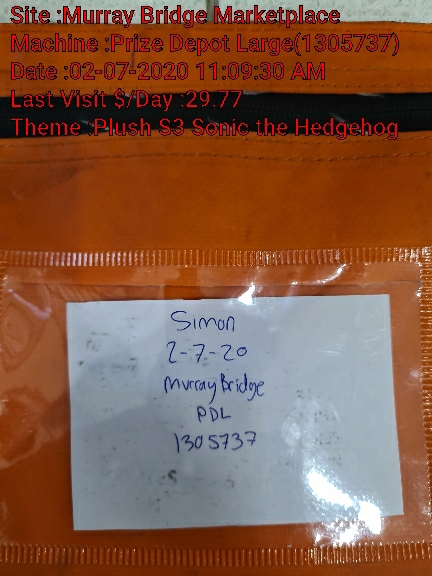 Site :Murray Bridge Marketplace
Machine :Prize Depot Large(1305737)
Date :02-07-2020 11:09:30 AM
Last Visit $/Day :29.77
Theme :Plush S3 Sonic the Hedgehog
Simon
2-7-20
Murray Bridge
PDL
1305737